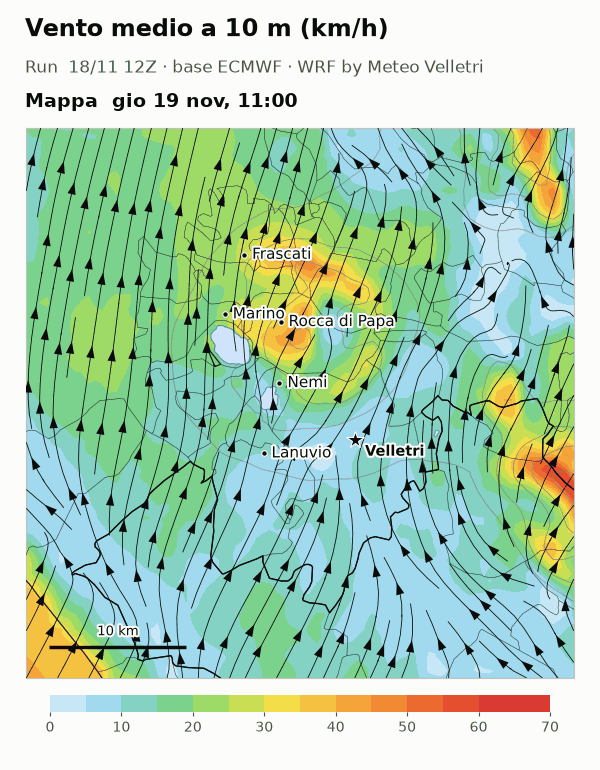 Vento medio a 10 m (km/h)
Run  18/11 12Z · base ECMWF · WRF by Meteo Velletri
Mappa  gio 19 nov, 11:00
Frascati
Marino
Rocca di Papa
Nemi
Lanuvio
Velletri
10 km
0 10 20 30 40 50 60 70